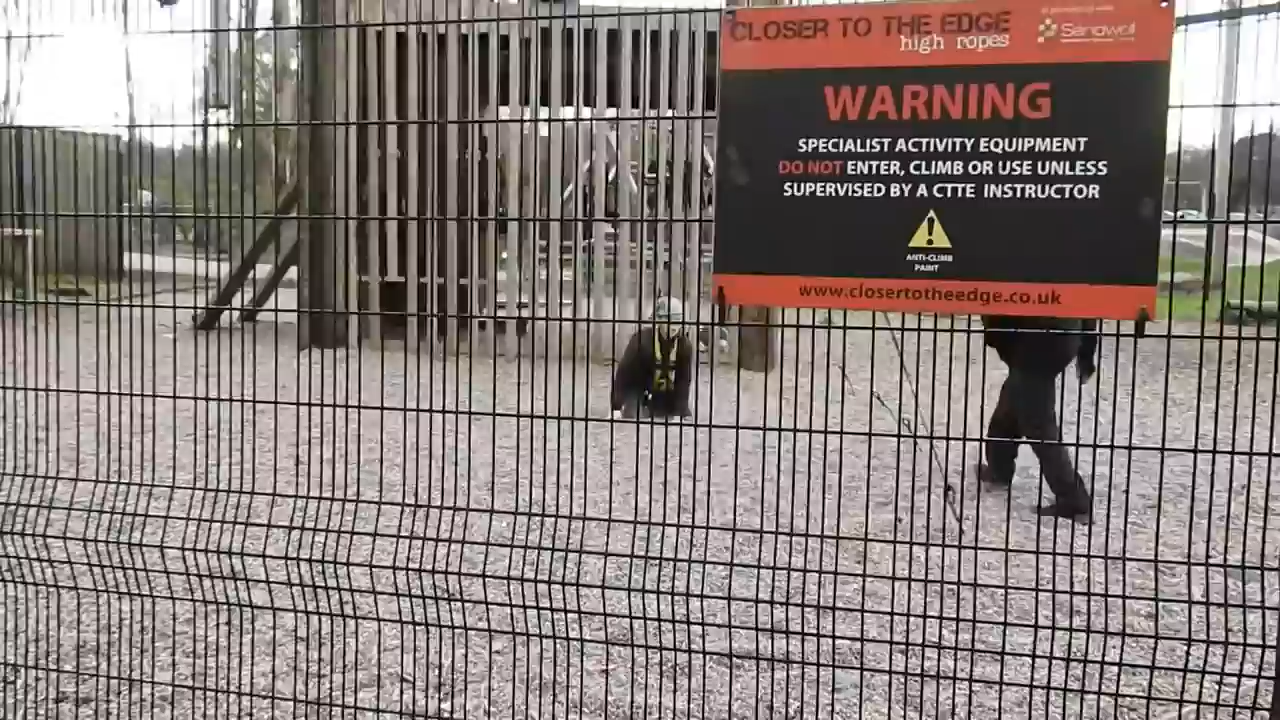 CLOSER TO THE EDGE
high ropes
WARNING
SPECIALIST ACTIVITY EQUIPMENT
DO NOT ENTER, CLIMB OR USE UNLESS
SUPERVISED BY A CTTE INSTRUCTOR
ANTI-CLIMB
PAINT
www.closertotheedge.co.uk